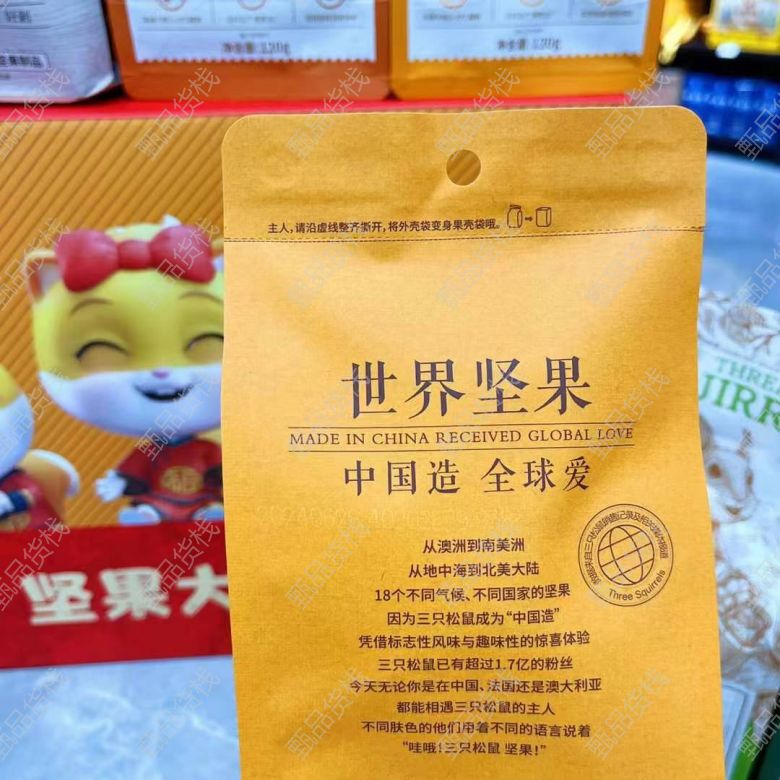 净含量:120g
净含量:120g
主人,请沿虚线整齐撕开,将外壳袋变身果壳袋哦。
世界坚果
MADE IN CHINA RECEIVED GLOBAL LOVE
中国造 全球爱
从澳洲到南美洲
从地中海到北美大陆
18个不同气候、不同国家的坚果
因为三只松鼠成为“中国造”
凭借标志性风味与趣味性的惊喜体验
三只松鼠已有超过1.7亿的粉丝
今天无论你是在中国、法国还是澳大利亚
都能相遇三只松鼠的主人
不同肤色的他们用着不同的语言说着
“哇哦!三只松鼠 坚果!”
Three Squirrels
坚果大
THRE
UIRR
甄品货栈